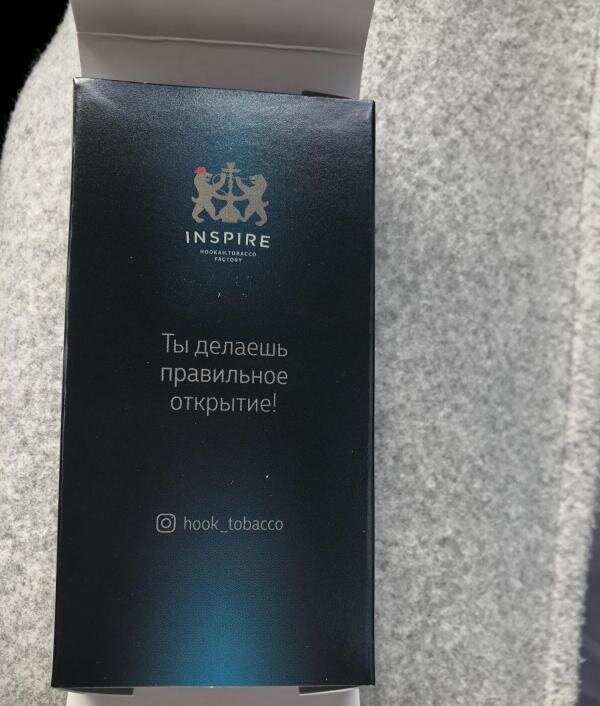 INSPIRE
HOOKAH.TOBACCO
FACTORY
Ты делаешь
правильное
открытие!
hook_tobacco